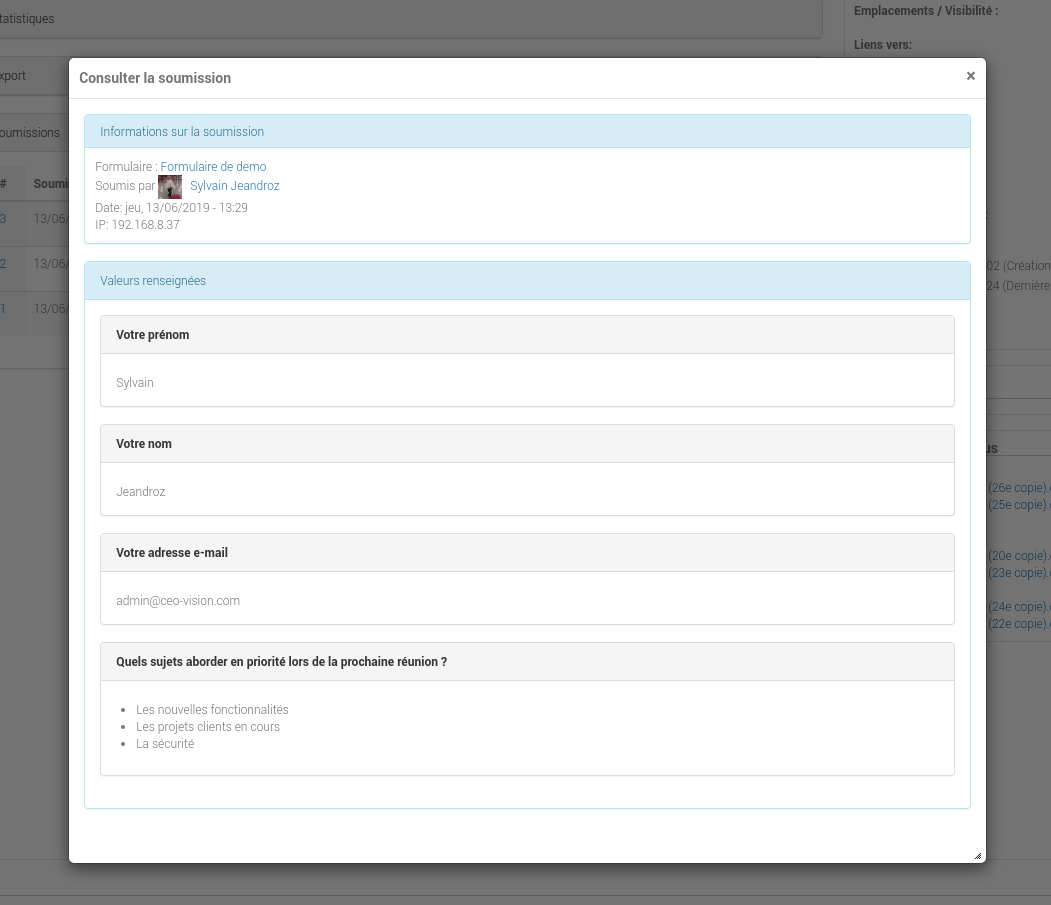 tatistiques
Emplacements / Visibilité :
Liens vers:
xport
Consulter la soumission
×
Informations sur la soumission
oumissions
Formulaire : Formulaire de demo
# Soumi
Soumis par Sylvain Jeandroz
Date: jeu, 13/06/2019 - 13:29
3 13/06/
IP: 192.168.8.37
2 13/06/
02 (Création
Valeurs renseignées
24 (Dernière
1 13/06/
Votre prénom
Sylvain
Votre nom
us
Jeandroz
(26e copie).
(25e copie).
Votre adresse e-mail
(20e copie).
(23e copie).
admin@ceo-vision.com
(24e copie).
(22e copie).
Quels sujets aborder en priorité lors de la prochaine réunion ?
• Les nouvelles fonctionnalités
• Les projets clients en cours
• La sécurité